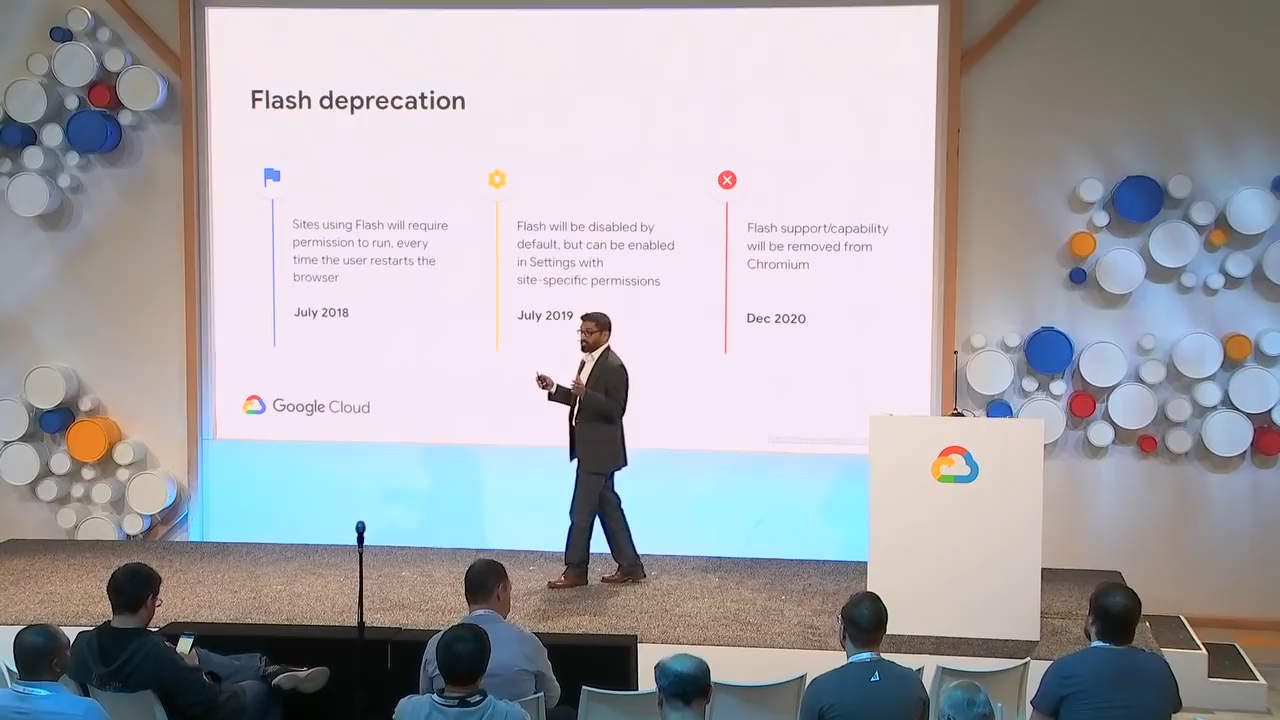 Flash deprecation
Sites using Flash will require
permission to run, every
time the user restarts the
browser
July 2018
Flash will be disabled by
default, but can be enabled
in Settings with
site-specific permissions
July 2019
Flash support/capability
will be removed from
Chromium
Dec 2020
Google Cloud